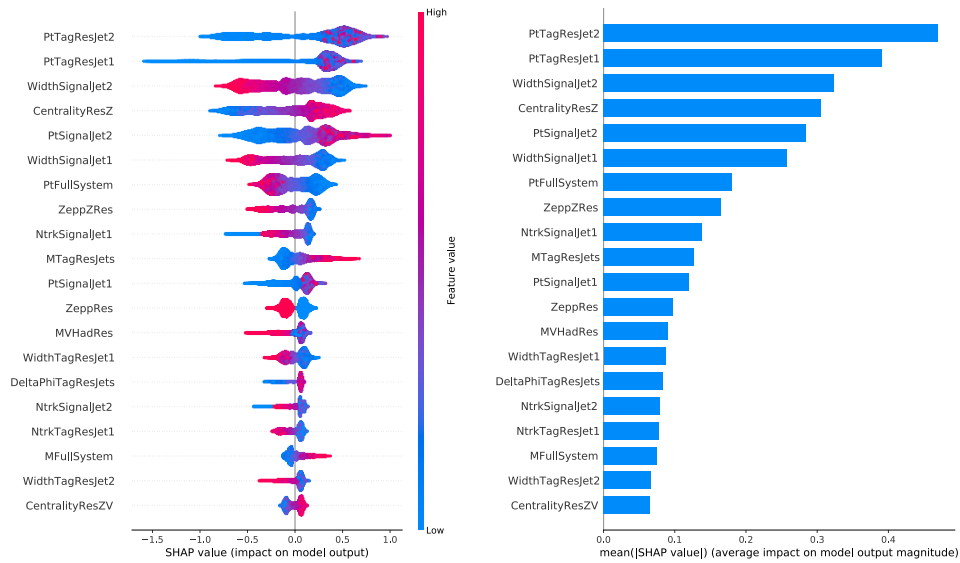 PtTagResJet2
PtTagResJet1
WidthSignalJet2
CentralityResZ
PtSignalJet2
WidthSignalJet1
PtFullSystem
ZeppZRes
NtrkSignalJet1
MTagResJets
PtSignalJet1
ZeppRes
MVHadRes
WidthTagResJet1
DeltaPhiTagResJets
NtrkSignalJet2
NtrkTagResJet1
MFullSystem
WidthTagResJet2
CentralityResZV
−1.5 −1.0 −0.5 0.0 0.5 1.0
SHAP value (impact on model output)
High
Feature value
Low
PtTagResJet2
PtTagResJet1
WidthSignalJet2
CentralityResZ
PtSignalJet2
WidthSignalJet1
PtFullSystem
ZeppZRes
NtrkSignalJet1
MTagResJets
PtSignalJet1
ZeppRes
MVHadRes
WidthTagResJet1
DeltaPhiTagResJets
NtrkSignalJet2
NtrkTagResJet1
MFullSystem
WidthTagResJet2
CentralityResZV
0.0 0.1 0.2 0.3 0.4
mean(|SHAP value|) (average impact on model output magnitude)